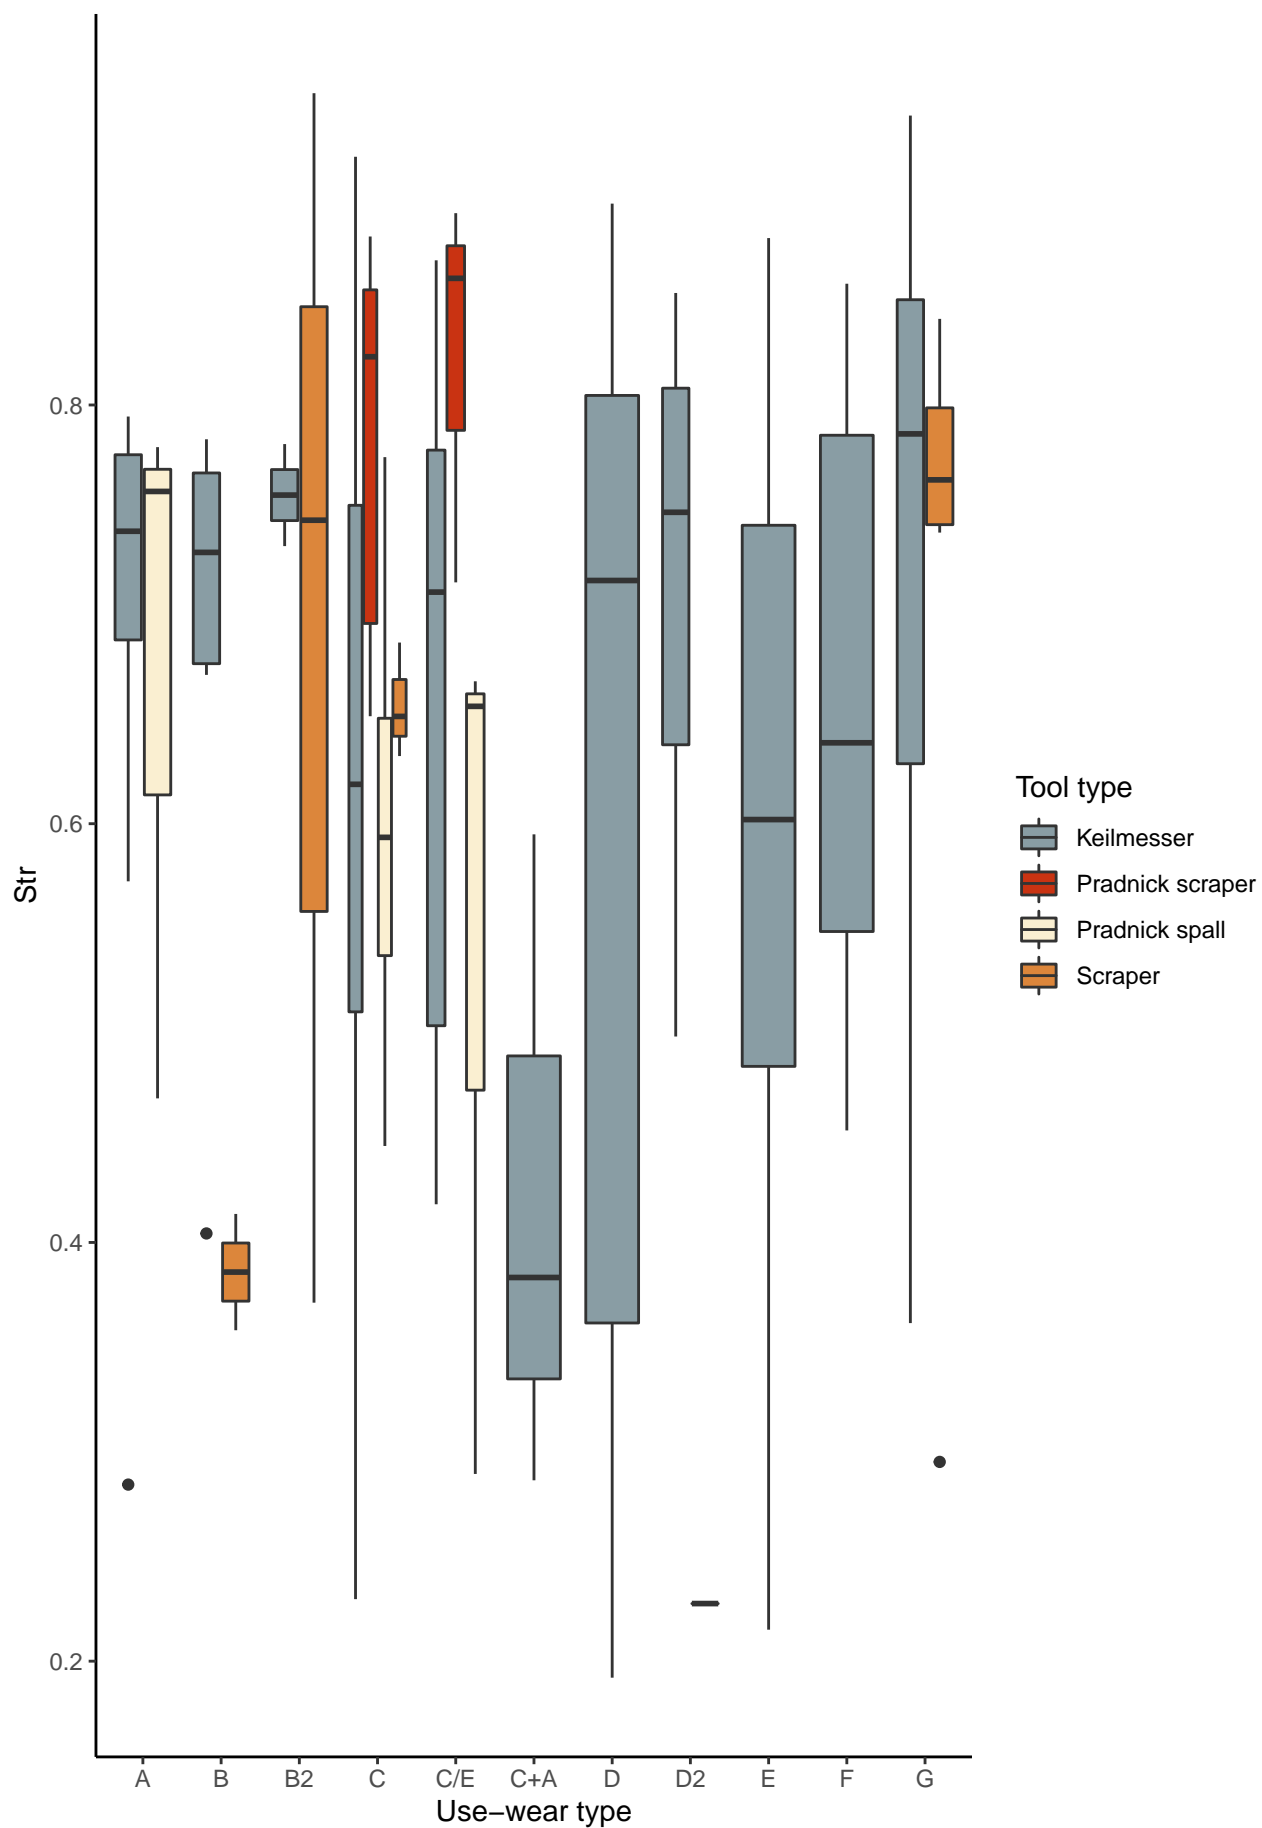 Str
0.8
0.6
0.4
0.2
A B B2 C C/E C+A D D2 E F G
Use−wear type
Tool type
Keilmesser
Pradnick scraper
Pradnick spall
Scraper